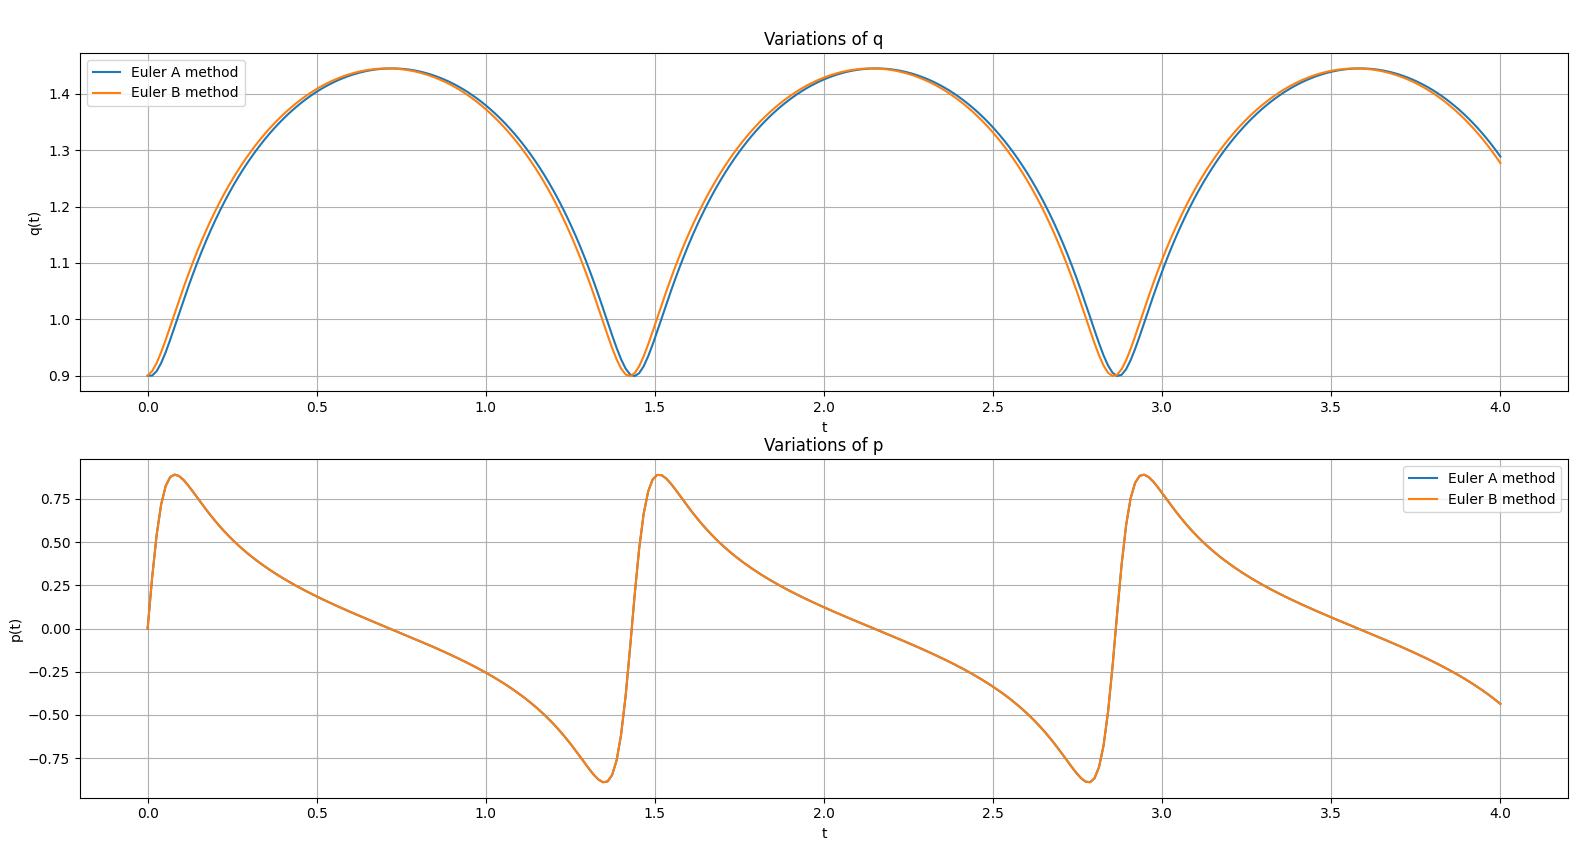 Variations of q
Euler A method
Euler B method
q(t)
1.4
1.3
1.2
1.1
1.0
0.9
0.0 0.5 1.0 1.5 2.0 2.5 3.0 3.5 4.0
t
Variations of p
Euler A method
Euler B method
p(t)
0.75
0.50
0.25
0.00
−0.25
−0.50
−0.75
0.0 0.5 1.0 1.5 2.0 2.5 3.0 3.5 4.0
t